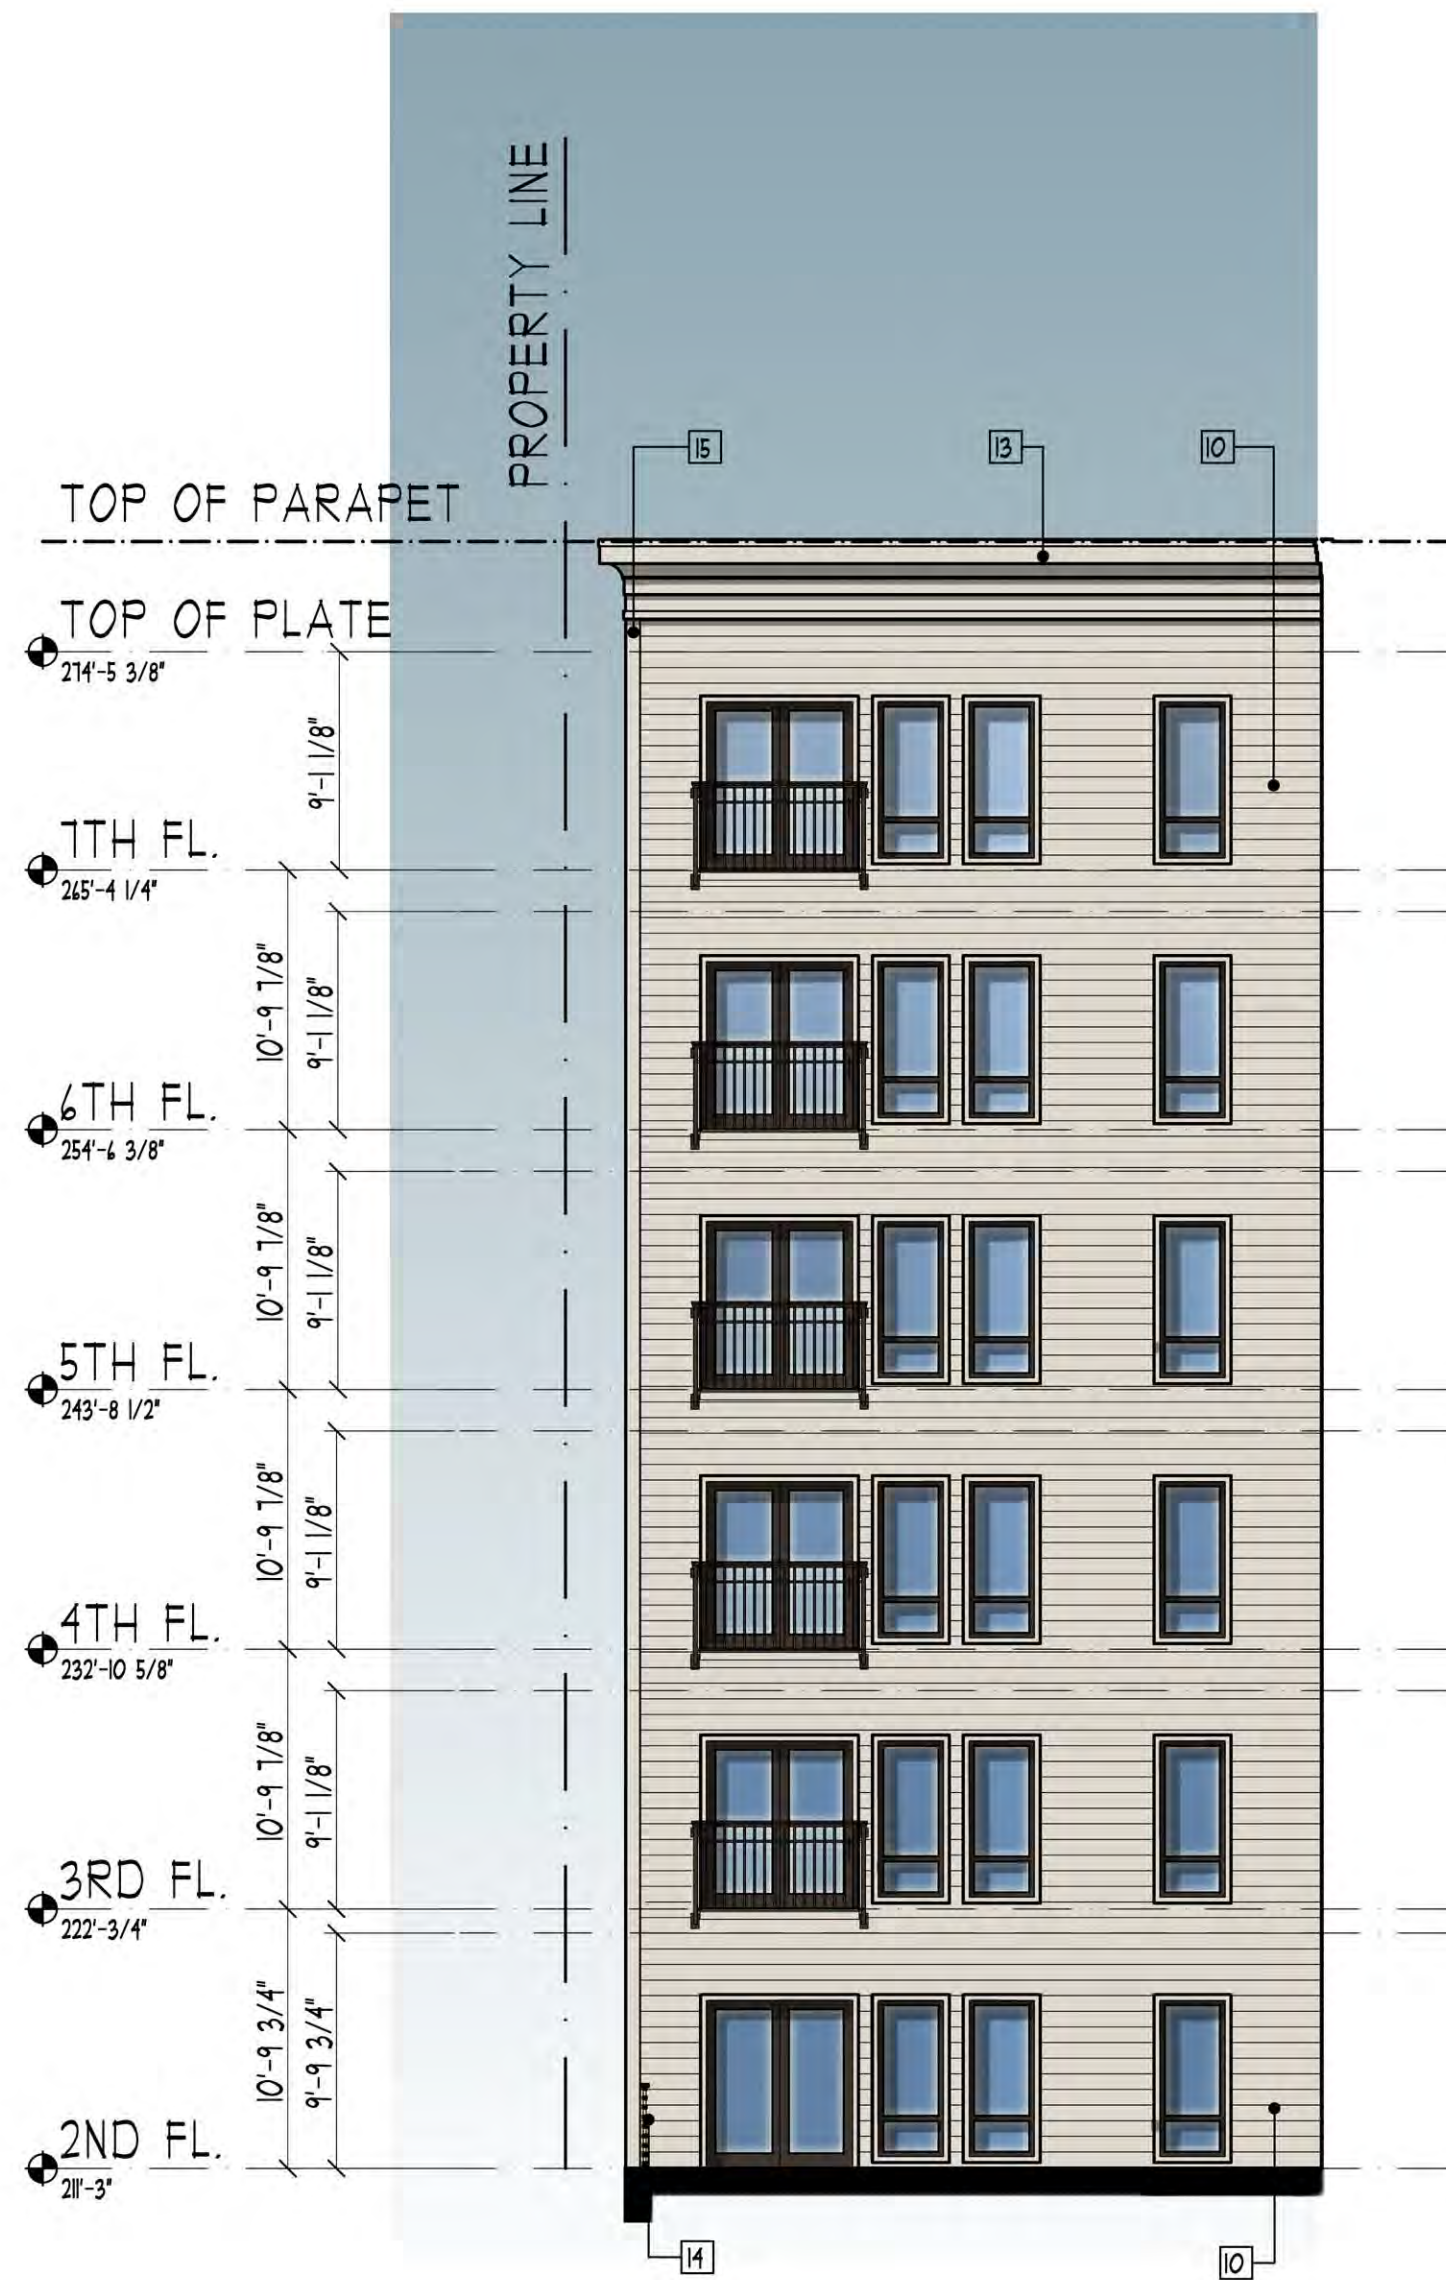 PROPERTY LINE
15
13
10
TOP OF PARAPET
TOP OF PLATE
274'-5 3/8"
9'-1 1/8"
7TH FL.
265'-4 1/4"
10'-9 7/8"
9'-1 1/8"
6TH FL.
254'-6 3/8"
10'-9 7/8"
9'-1 1/8"
5TH FL.
243'-8 1/2"
10'-9 7/8"
9'-1 1/8"
4TH FL.
232'-10 5/8"
10'-9 7/8"
9'-1 1/8"
3RD FL.
222'-3/4"
10'-9 3/4"
9'-9 3/4"
2ND FL.
211'-3"
14
10